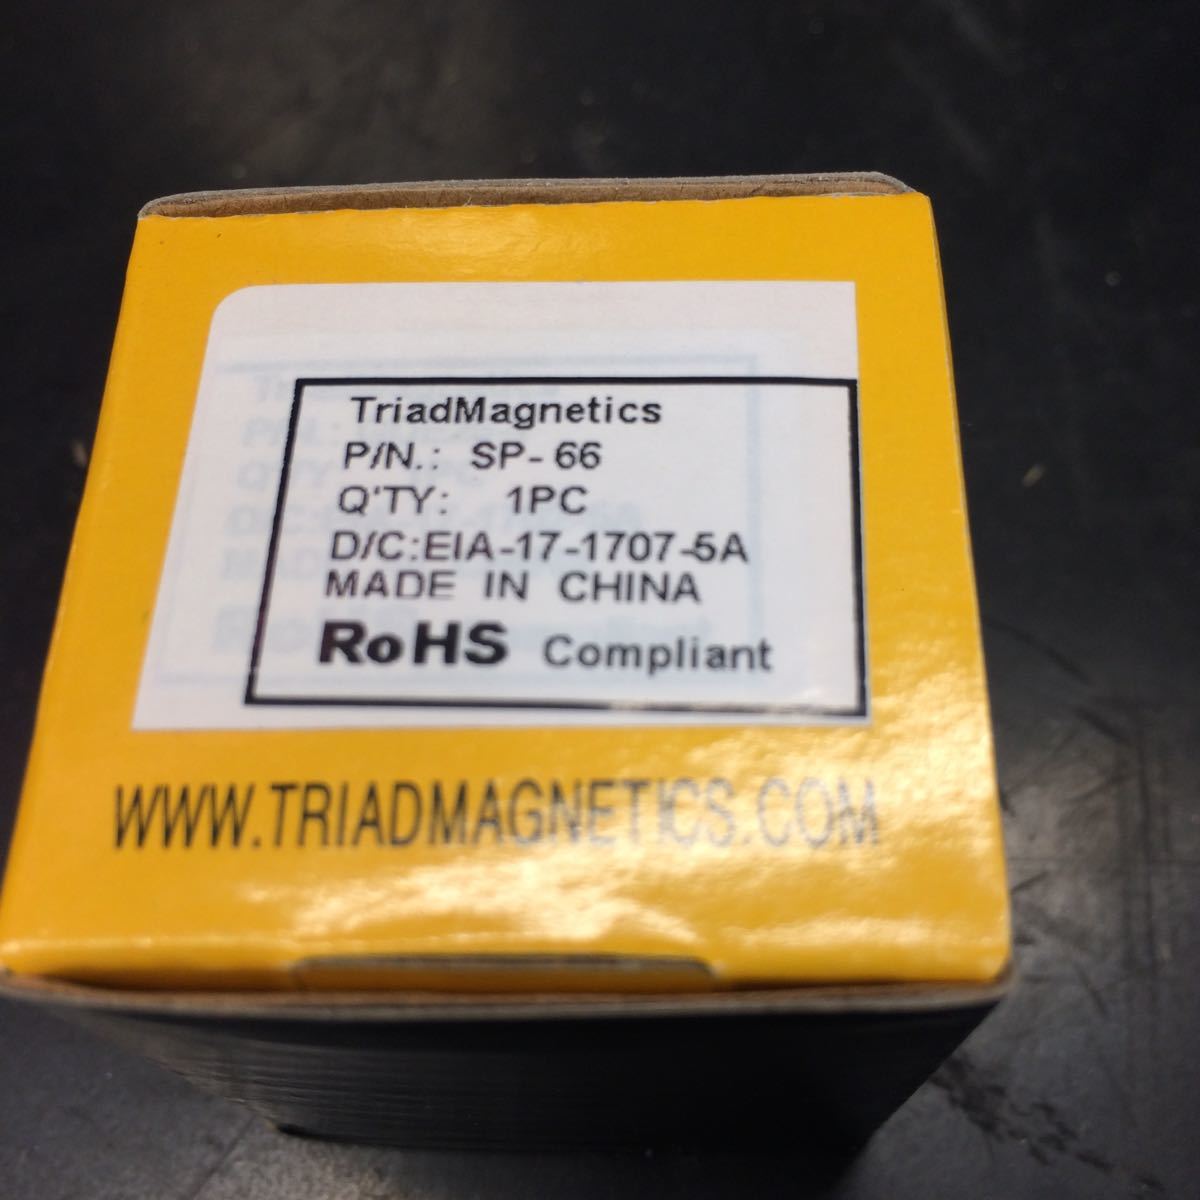 TriadMagnetics
P/N.: SP-66
Q'TY: 1PC
D/C:EIA-17-1707-5A
MADE IN CHINA
RoHS Compliant
WWW.TRIADMAGNETICS.COM